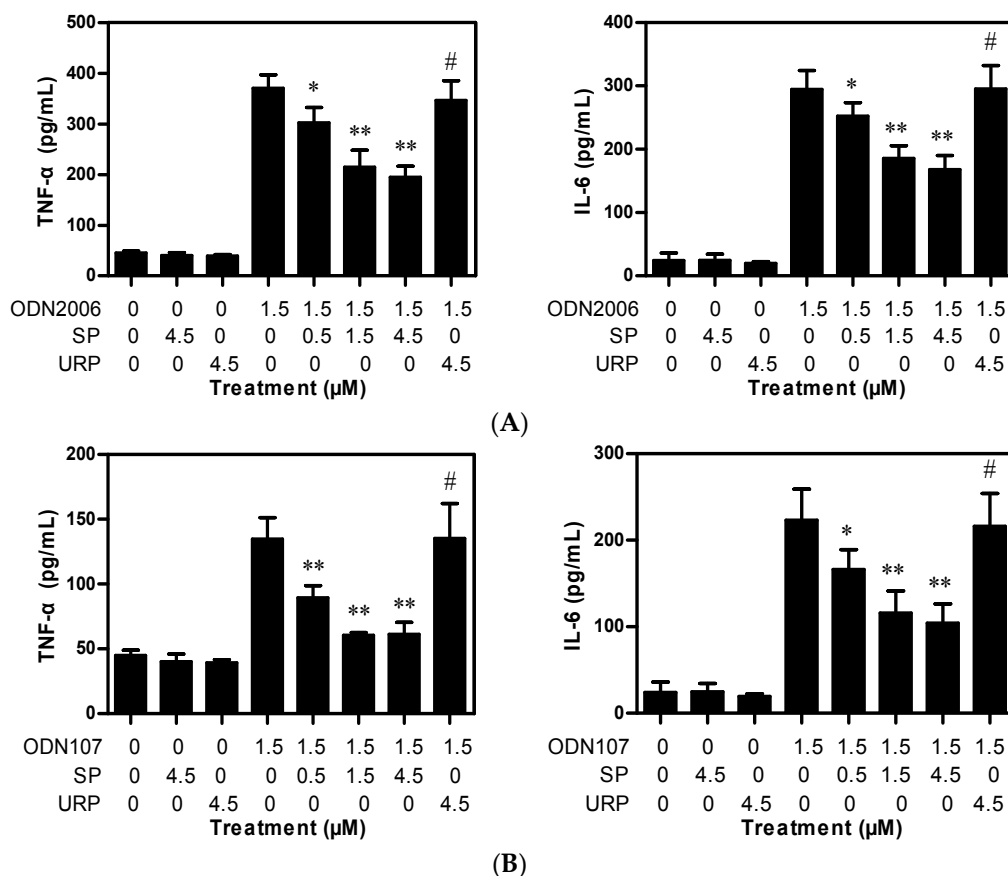 500
400
300
200
100
0
TNF-α (pg/mL)
*
**
**
#
ODN2006 0 0 0 1.5 1.5 1.5 1.5 1.5
SP 0 4.5 0 0 0.5 1.5 4.5 0
URP 0 0 4.5 0 0 0 0 4.5
Treatment (μM)
400
300
200
100
0
IL-6 (pg/mL)
*
**
**
#
0 0 0 1.5 1.5 1.5 1.5 1.5
0 4.5 0 0 0.5 1.5 4.5 0
0 0 4.5 0 0 0 0 4.5
Treatment (μM)
(A)
200
150
100
50
0
TNF-α (pg/mL)
**
**
**
#
ODN107 0 0 0 1.5 1.5 1.5 1.5 1.5
SP 0 4.5 0 0 0.5 1.5 4.5 0
URP 0 0 4.5 0 0 0 0 4.5
Treatment (μM)
300
200
100
0
IL-6 (pg/mL)
*
**
**
#
ODN107 0 0 0 1.5 1.5 1.5 1.5 1.5
SP 0 4.5 0 0 0.5 1.5 4.5 0
URP 0 0 4.5 0 0 0 0 4.5
Treatment (μM)
(B)